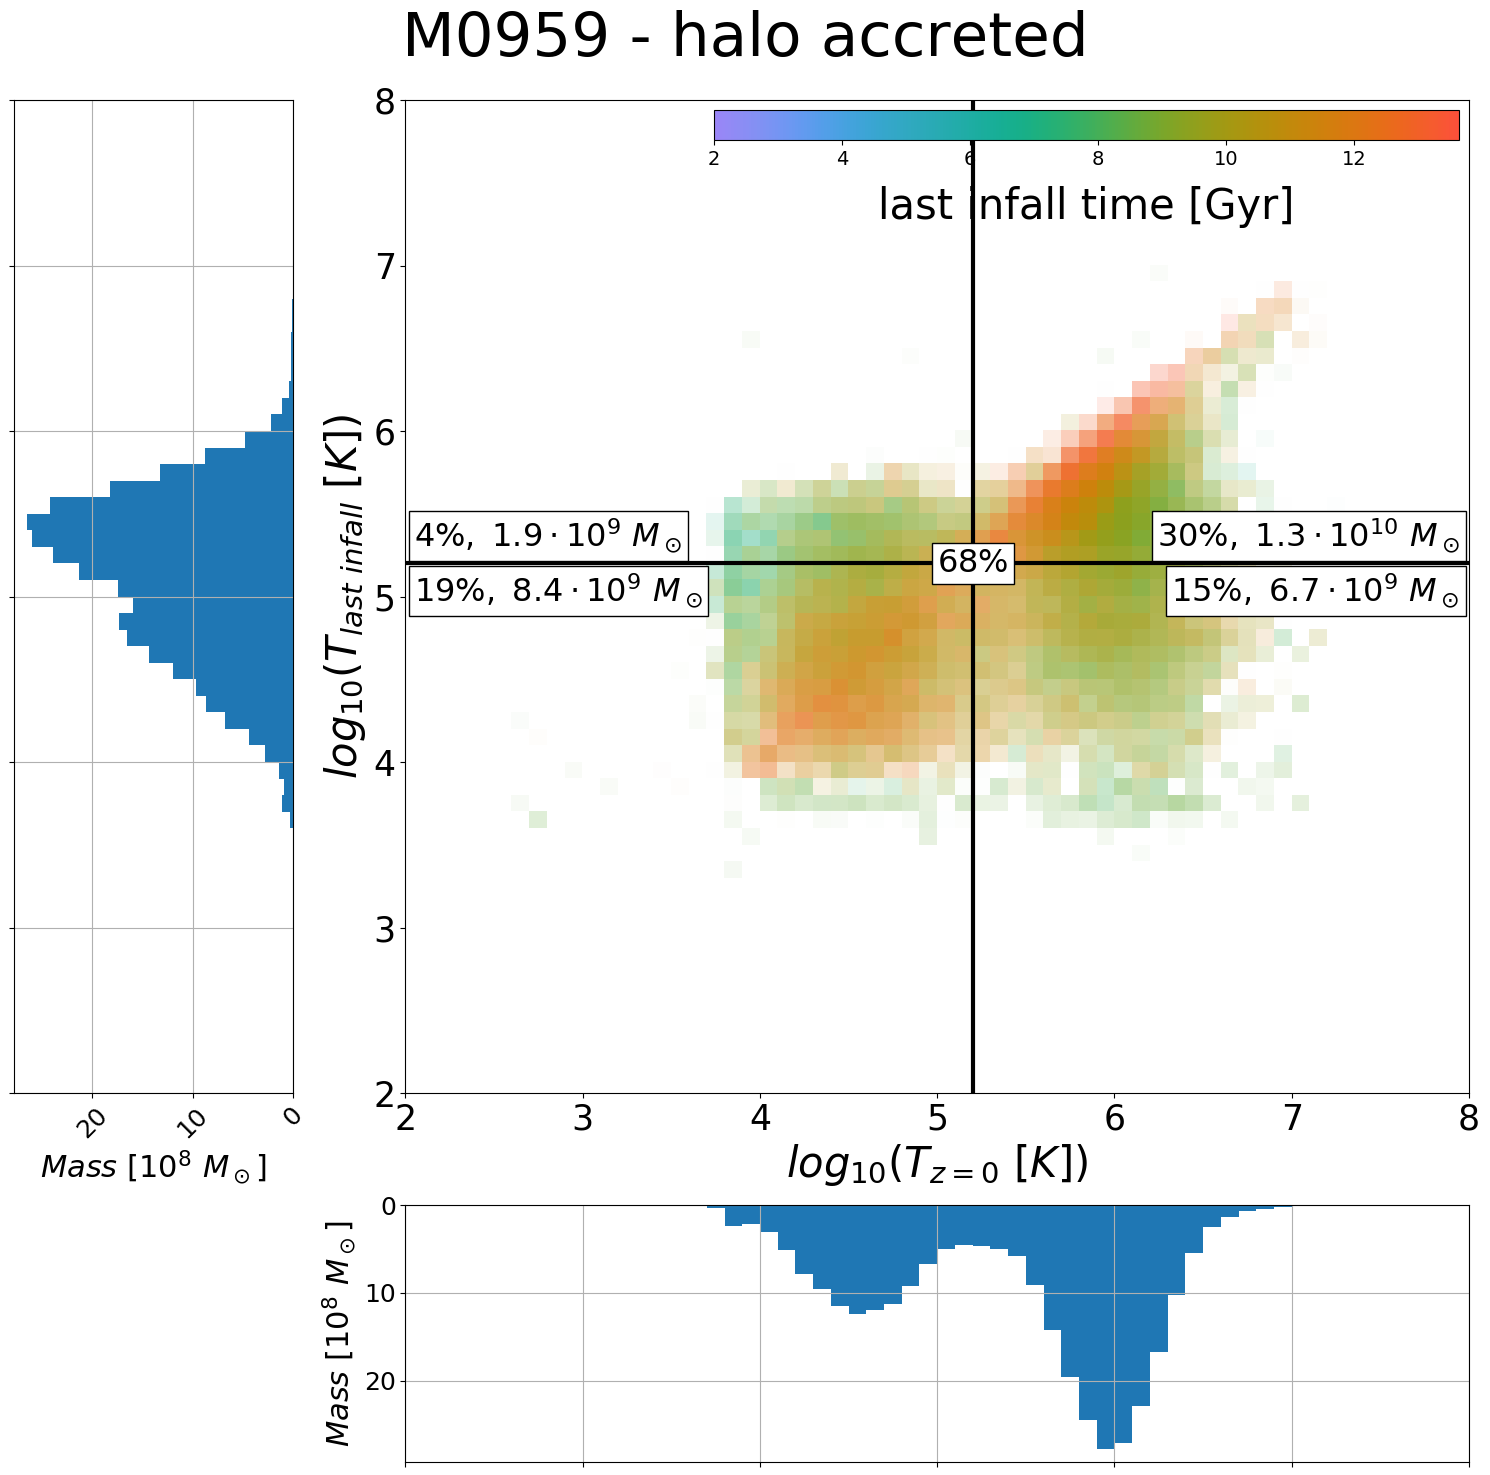 M0959 - halo accreted
8
2 4 6 8 10 12
last infall time [Gyr]
7
6
4%, 1.9 · 10⁹ M⊙
30%, 1.3 · 10¹⁰ M⊙
68%
19%, 8.4 · 10⁹ M⊙
15%, 6.7 · 10⁹ M⊙
5
4
3
2
log₁₀(T_last infall [K])
20 10 0
Mass [10⁸ M⊙]
2 3 4 5 6 7 8
log₁₀(T_z=0 [K])
0
10
20
Mass [10⁸ M⊙]